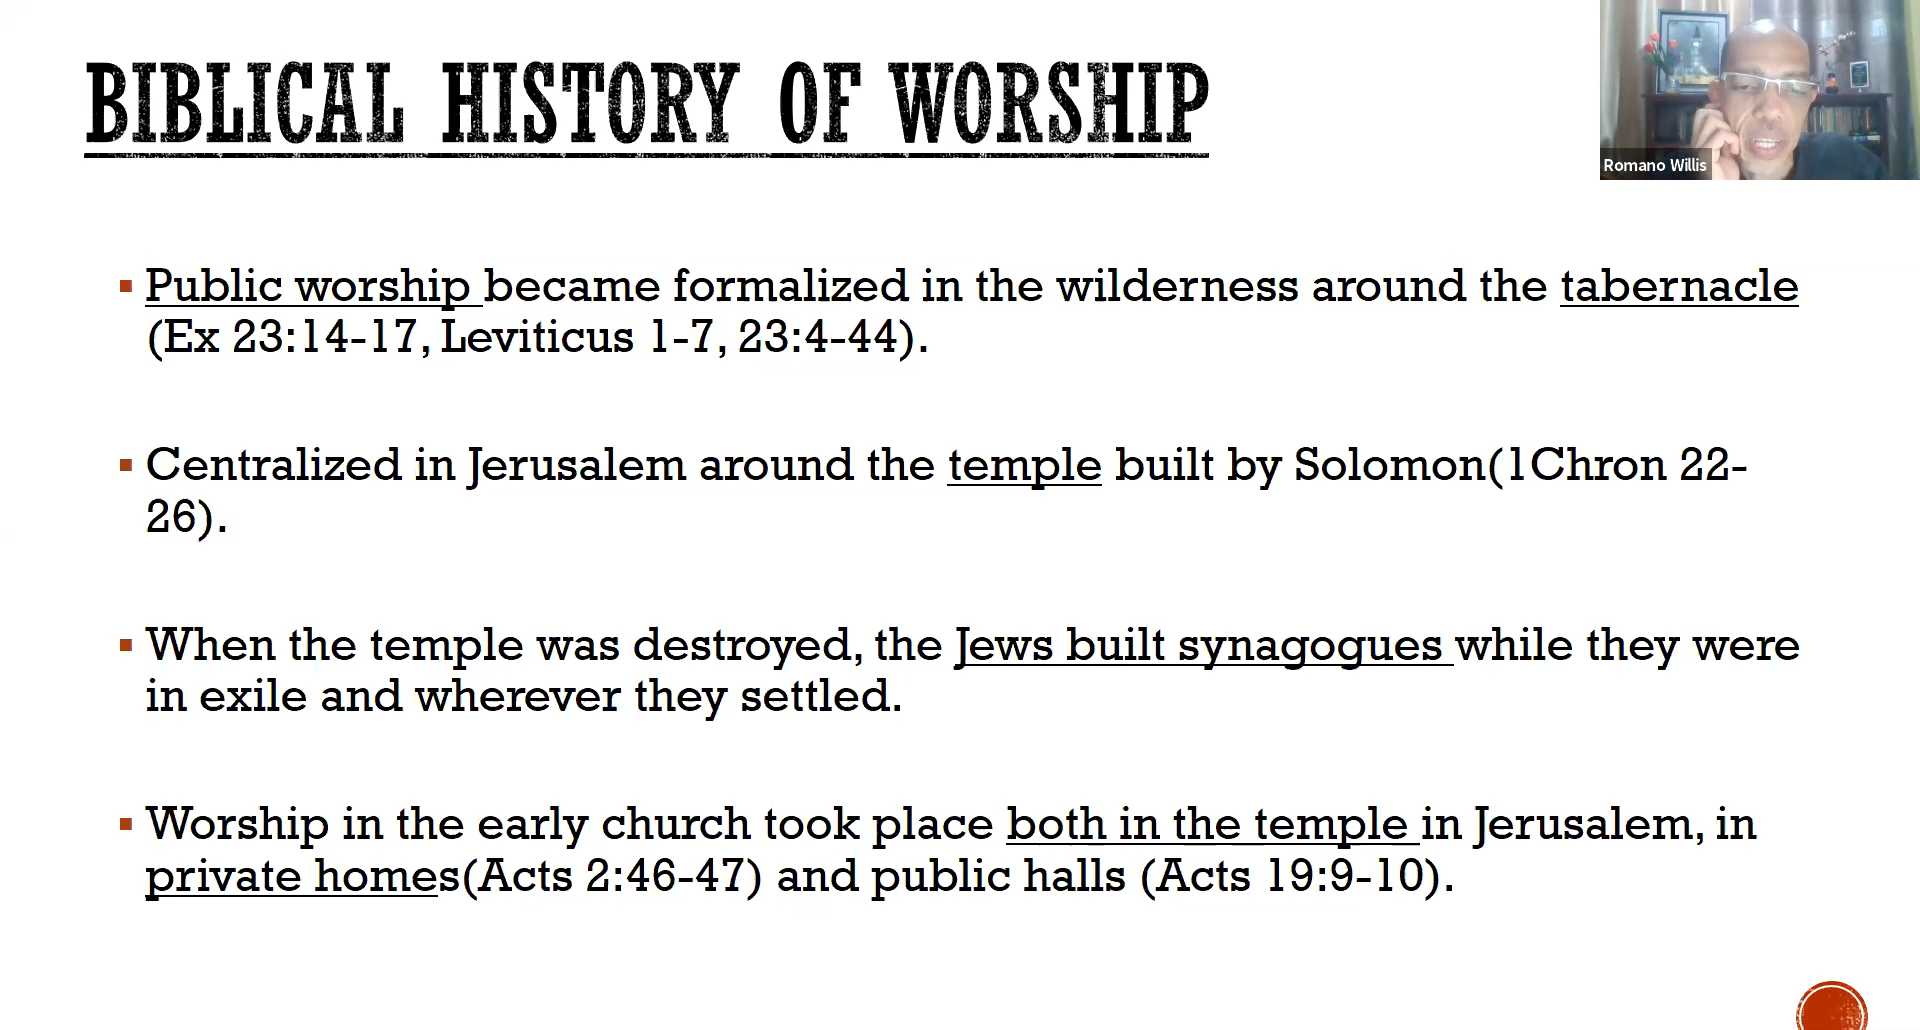 BIBLICAL HISTORY OF WORSHIP
Romano Willis
Public worship became formalized in the wilderness around the tabernacle
(Ex 23:14-17, Leviticus 1-7, 23:4-44).
Centralized in Jerusalem around the temple built by Solomon(1Chron 22-
26).
When the temple was destroyed, the Jews built synagogues while they were
in exile and wherever they settled.
Worship in the early church took place both in the temple in Jerusalem, in
private homes(Acts 2:46-47) and public halls (Acts 19:9-10).